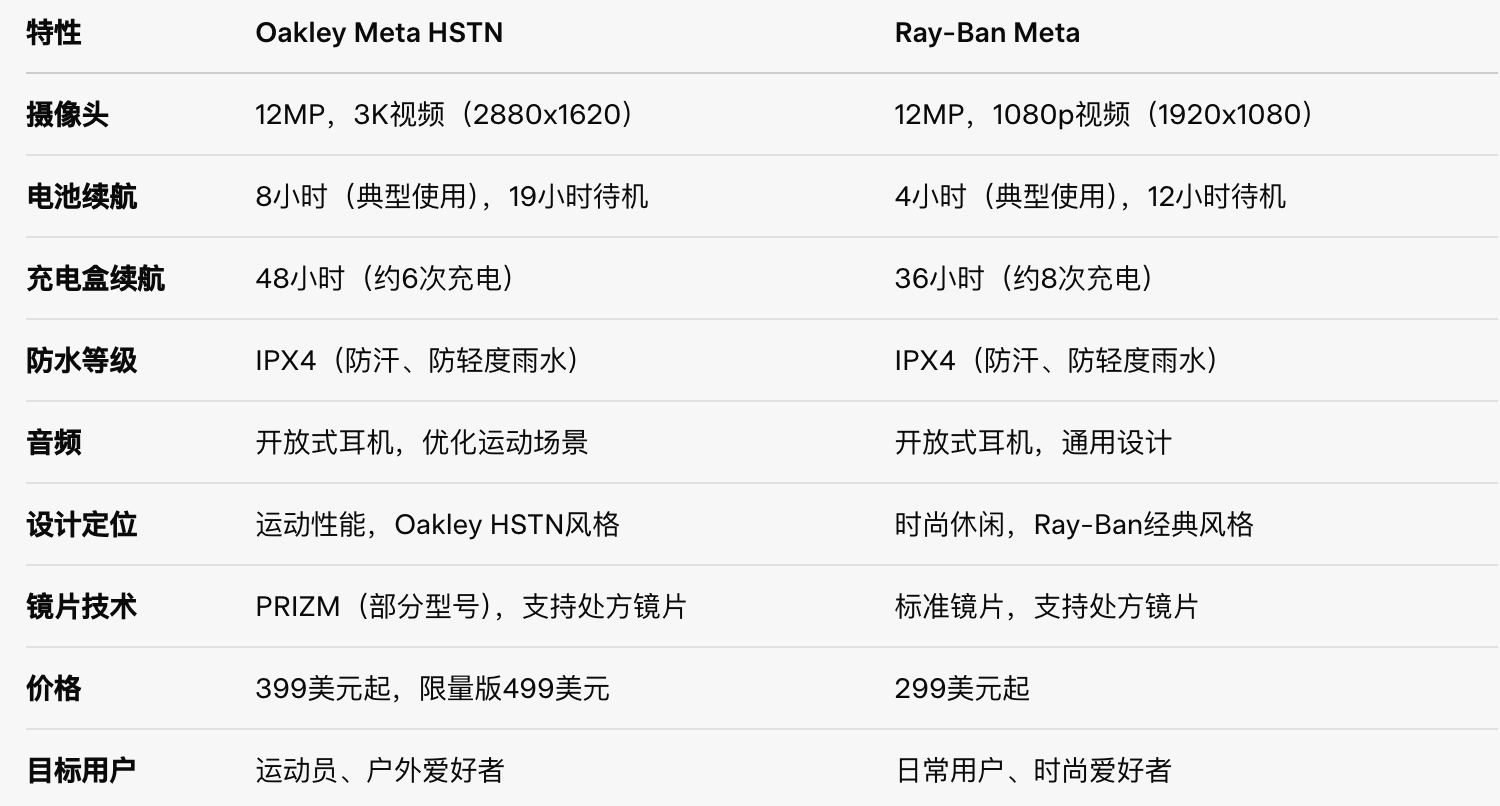 特性 Oakley Meta HSTN Ray-Ban Meta
摄像头 12MP，3K视频（2880x1620） 12MP，1080p视频（1920x1080）
电池续航 8小时（典型使用），19小时待机 4小时（典型使用），12小时待机
充电盒续航 48小时（约6次充电） 36小时（约8次充电）
防水等级 IPX4（防汗、防轻度雨水） IPX4（防汗、防轻度雨水）
音频 开放式耳机，优化运动场景 开放式耳机，通用设计
设计定位 运动性能，Oakley HSTN风格 时尚休闲，Ray-Ban经典风格
镜片技术 PRIZM（部分型号），支持处方镜片 标准镜片，支持处方镜片
价格 399美元起，限量版499美元 299美元起
目标用户 运动员、户外爱好者 日常用户、时尚爱好者